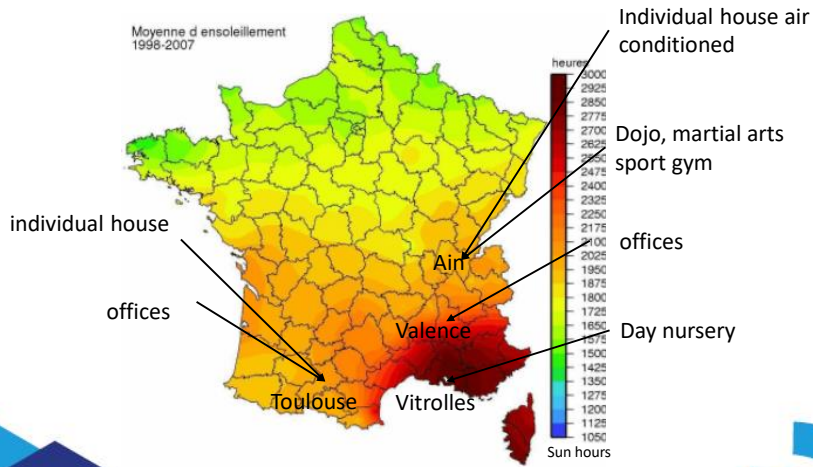 Moyenne d ensoleillement
1998-2007
Individual house air
conditioned
heures
3000
2925
2850
2775
2700
2625
2550
2475
2400
2325
2250
2175
2100
2025
1950
1875
1800
1725
1650
1575
1500
1425
1350
1275
1200
1125
1050
Sun hours
Dojo, martial arts
sport gym
individual house
offices
Ain
offices
Valence
Day nursery
Toulouse
Vitrolles